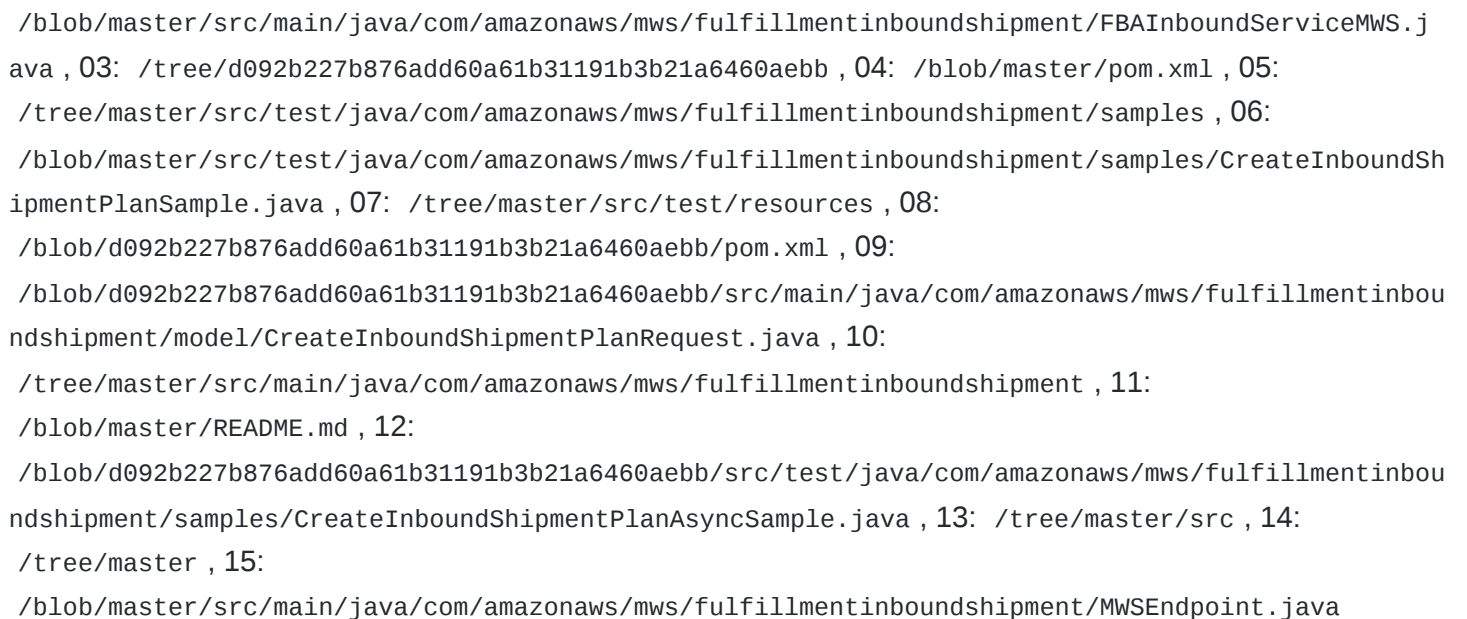 /blob/master/src/main/java/com/amazonaws/mws/fulfillmentinboundshipment/FBAInboundServiceMWS.j
ava , 03: /tree/d092b227b876add60a61b31191b3b21a6460aebb , 04: /blob/master/pom.xml , 05:
/tree/master/src/test/java/com/amazonaws/mws/fulfillmentinboundshipment/samples , 06:
/blob/master/src/test/java/com/amazonaws/mws/fulfillmentinboundshipment/samples/CreateInboundSh
ipmentPlanSample.java , 07: /tree/master/src/test/resources , 08:
/blob/d092b227b876add60a61b31191b3b21a6460aebb/pom.xml , 09:
/blob/d092b227b876add60a61b31191b3b21a6460aebb/src/main/java/com/amazonaws/mws/fulfillmentinbou
ndshipment/model/CreateInboundShipmentPlanRequest.java , 10:
/tree/master/src/main/java/com/amazonaws/mws/fulfillmentinboundshipment , 11:
/blob/master/README.md , 12:
/blob/d092b227b876add60a61b31191b3b21a6460aebb/src/test/java/com/amazonaws/mws/fulfillmentinbou
ndshipment/samples/CreateInboundShipmentPlanAsyncSample.java , 13: /tree/master/src , 14:
/tree/master , 15:
/blob/master/src/main/java/com/amazonaws/mws/fulfillmentinboundshipment/MWSEndpoint.java